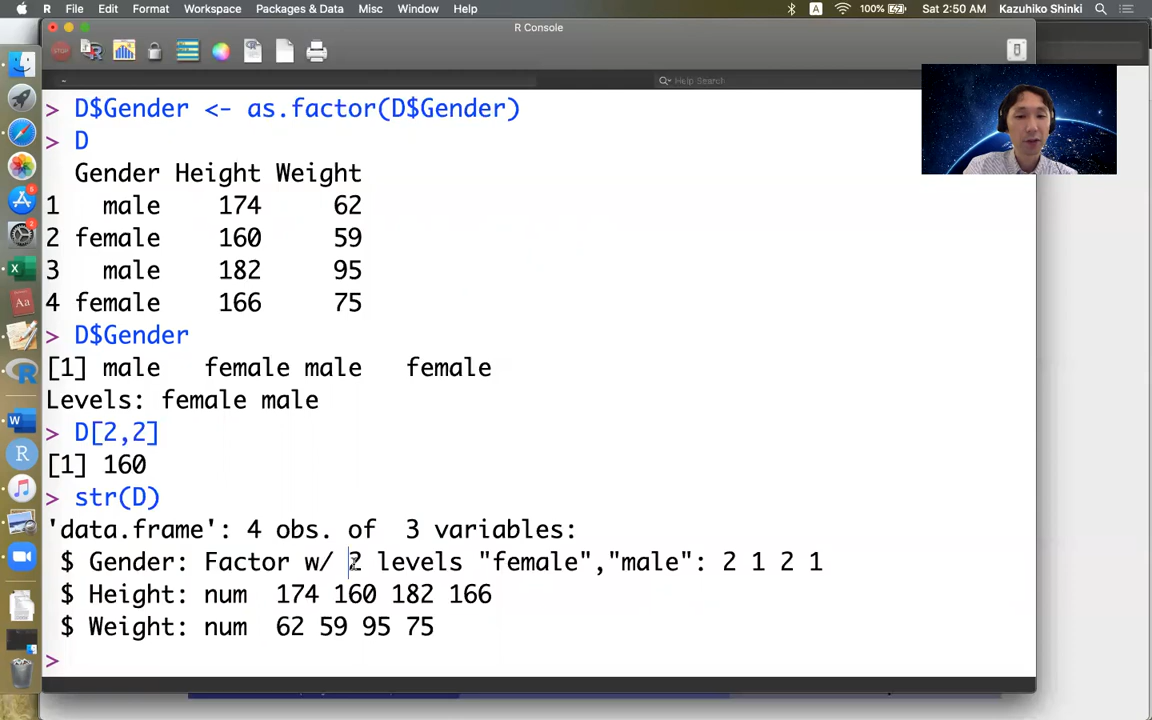 R File Edit Format Workspace Packages & Data Misc Window Help
A 100% Sat 2:50 AM Kazuhiko Shinki
R Console
STOP
Help Search
> D$Gender <- as.factor(D$Gender)
> D
Gender Height Weight
1 male 174 62
2 female 160 59
3 male 182 95
4 female 166 75
> D$Gender
[1] male female male female
Levels: female male
> D[2,2]
[1] 160
> str(D)
'data.frame': 4 obs. of 3 variables:
$ Gender: Factor w/ 2 levels "female","male": 2 1 2 1
$ Height: num 174 160 182 166
$ Weight: num 62 59 95 75
>